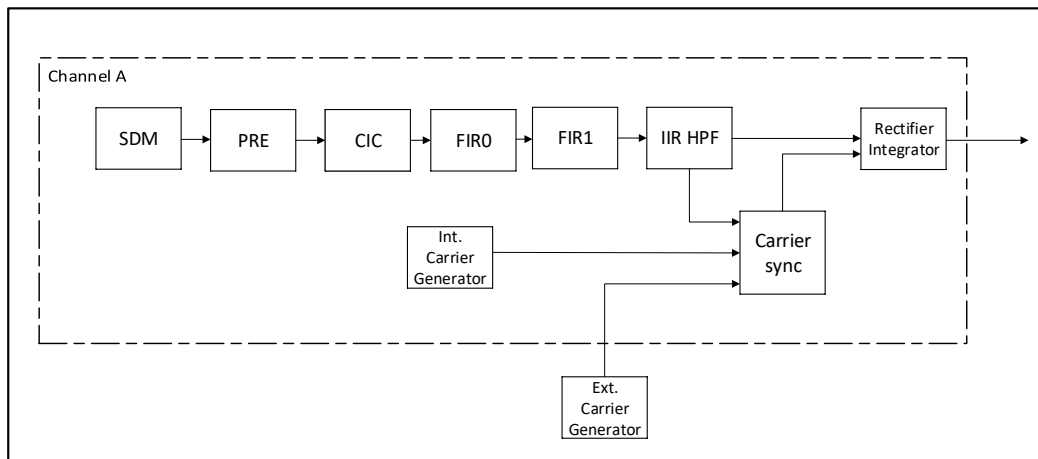 Channel A
SDM
PRE
CIC
FIR0
FIR1
IIR HPF
Rectifier
Integrator
Int.
Carrier
Generator
Carrier
sync
Ext.
Carrier
Generator